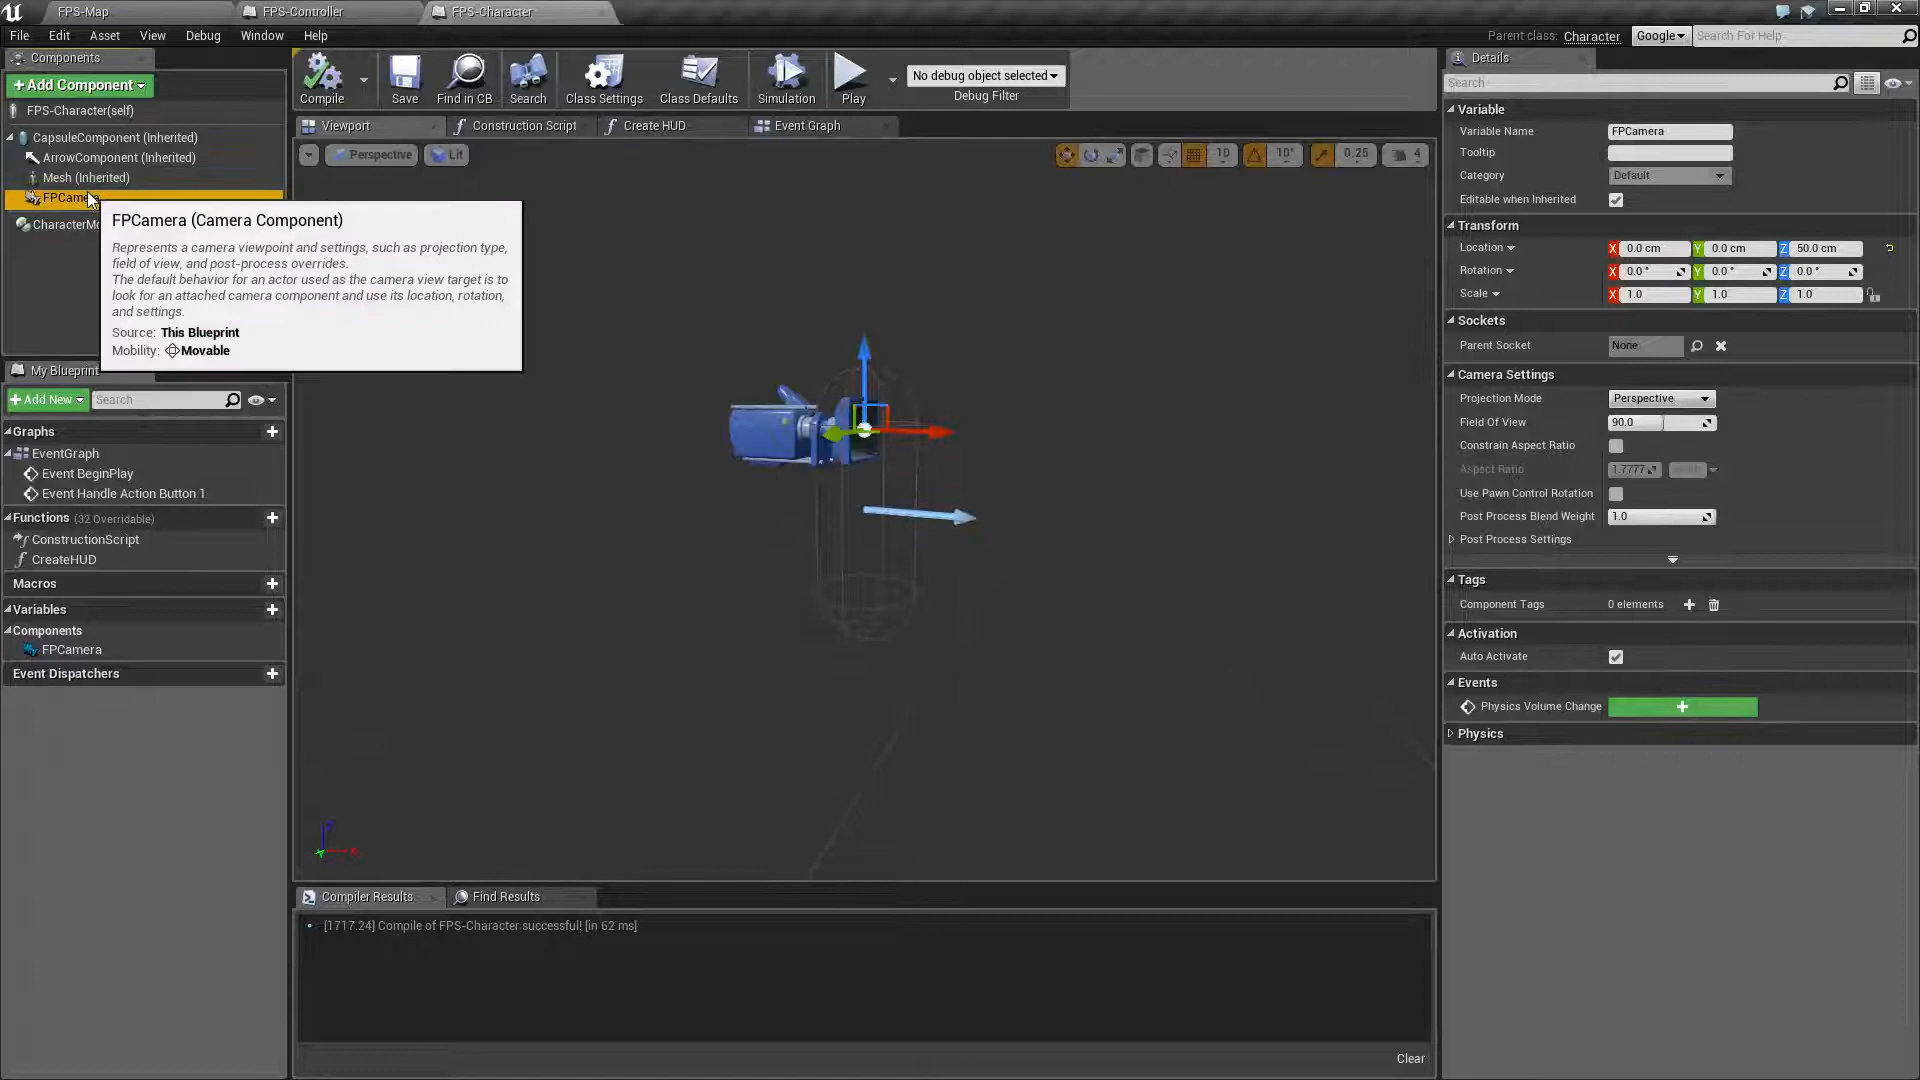 FPS-Map
FPS-Controller
FPS-Character
File Edit Asset View Debug Window Help
Parent class: Character
Google
Search For Help
Components
+Add Component
FPS-Character(self)
CapsuleComponent (Inherited)
ArrowComponent (Inherited)
Mesh (Inherited)
FPCamera
CharacterMo
FPCamera (Camera Component)
Represents a camera viewpoint and settings, such as projection type,
field of view, and post-process overrides.
The default behavior for an actor used as the camera view target is to
look for an attached camera component and use its location, rotation,
and settings.
Source: This Blueprint
Mobility: Movable
My Blueprint
+Add New
Search
Graphs
EventGraph
Event BeginPlay
Event Handle Action Button 1
Functions (32 Overridable)
ConstructionScript
CreateHUD
Macros
Variables
Components
FPCamera
Event Dispatchers
Compile
Save
Find in CB
Search
Class Settings
Class Defaults
Simulation
Play
No debug object selected
Debug Filter
Viewport
Construction Script
Create HUD
Event Graph
Perspective
Lit
10
10°
0.25
4
Z
X
Compiler Results
Find Results
[1717.24] Compile of FPS-Character successful! [in 62 ms]
Clear
Details
Search
Variable
Variable Name FPCamera
Tooltip
Category Default
Editable when Inherited
Transform
Location X 0.0 cm Y 0.0 cm Z 50.0 cm
Rotation X 0.0 ° Y 0.0 ° Z 0.0 °
Scale X 1.0 Y 1.0 Z 1.0
Sockets
Parent Socket None
Camera Settings
Projection Mode Perspective
Field Of View 90.0
Constrain Aspect Ratio
Aspect Ratio 1.7777
Use Pawn Control Rotation
Post Process Blend Weight 1.0
Post Process Settings
Tags
Component Tags 0 elements
Activation
Auto Activate
Events
Physics Volume Change
+
Physics